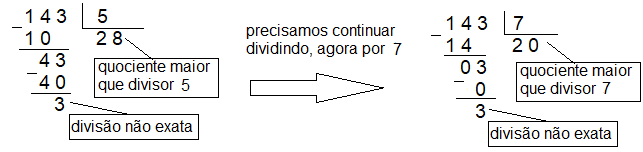 -143 5
10 28
43
-40
3
quociente maior
que divisor 5
divisão não exata
precisamos continuar
dividindo, agora por 7
-143 7
14 20
03
- 0
3
quociente maior
que divisor 7
divisão não exata